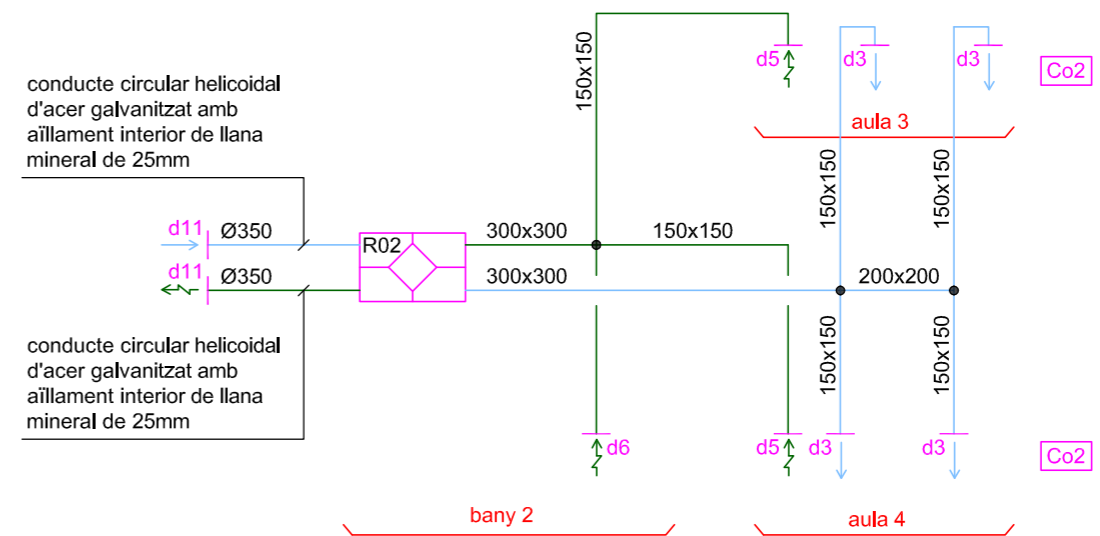 150x150
d5
d3
d3
Co2
conducte circular helicoidal
d'acer galvanitzat amb
aïllament interior de llana
mineral de 25mm
aula 3
150x150
150x150
d11
Ø350
R02
300x300
150x150
d11
Ø350
300x300
200x200
150x150
150x150
conducte circular helicoidal
d'acer galvanitzat amb
aïllament interior de llana
mineral de 25mm
d6
d5
d3
d3
Co2
bany 2
aula 4